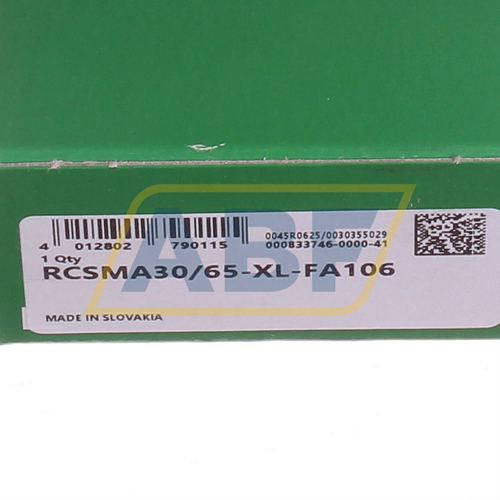 4 012802 790115
0045R0625/0030355029
000833746-0000-41
1 Qty
RCSMA30/65-XL-FA106
MADE IN SLOVAKIA
ABF